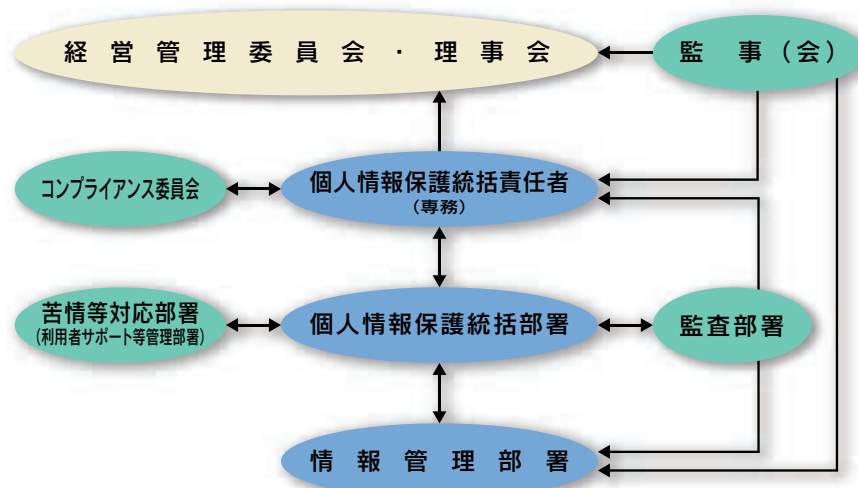 経営管理委員会・理事会
監事(会)
コンプライアンス委員会
個人情報保護統括責任者
(専務)
苦情等対応部署
(利用者サポート等管理部署)
個人情報保護統括部署
監査部署
情報管理部署